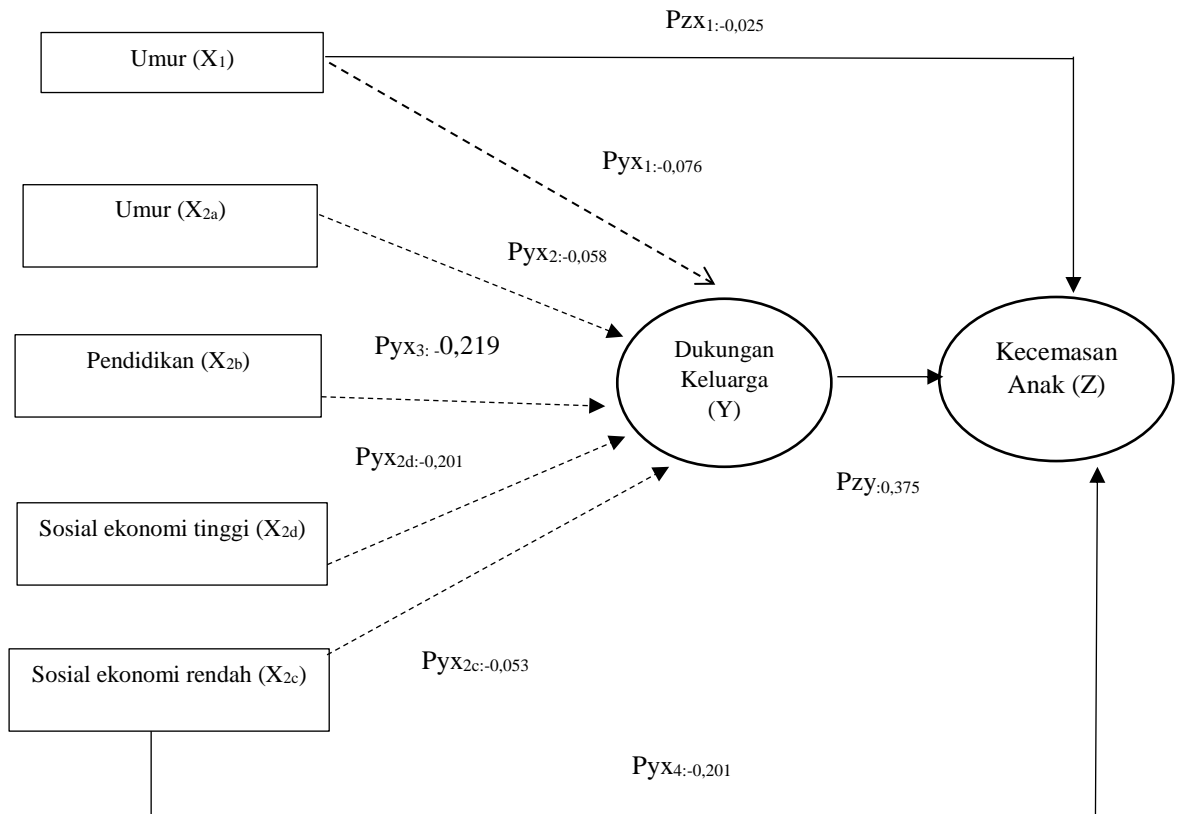 Pzx1:-0,025
Umur (X1)
Pyx1:-0,076
Umur (X2a)
Pyx2:-0,058
Pyx3: -0,219
Pendidikan (X2b)
Dukungan
Keluarga
(Y)
Kecemasan
Anak (Z)
Pyx2d:-0,201
Pzy:0,375
Sosial ekonomi tinggi (X2d)
Sosial ekonomi rendah (X2c)
Pyx2c:-0,053
Pyx4:-0,201